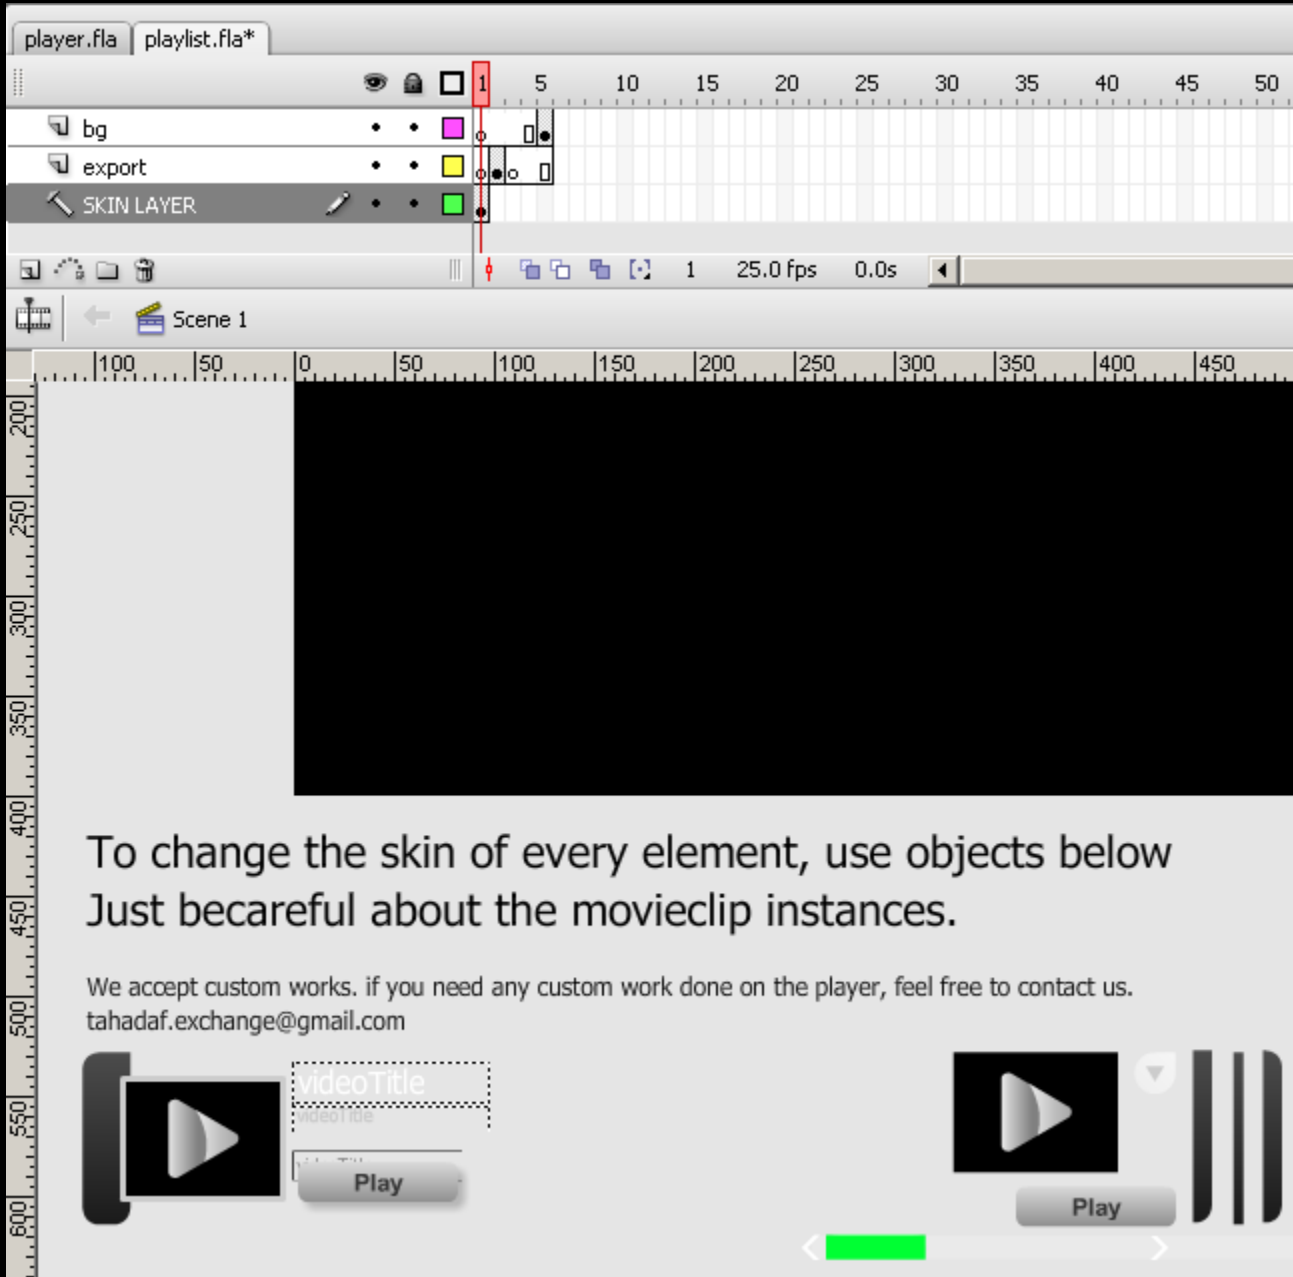 player.fla playlist.fla*
1 5 10 15 20 25 30 35 40 45 50
bg
export
SKIN LAYER
1 25.0 fps 0.0s
Scene 1
100 50 0 50 100 150 200 250 300 350 400 450
200
250
300
350
400
450
500
550
600
To change the skin of every element, use objects below
Just becareful about the movieclip instances.
We accept custom works. if you need any custom work done on the player, feel free to contact us.
tahadaf.exchange@gmail.com
videoTitle
videoTitle
Play
Play